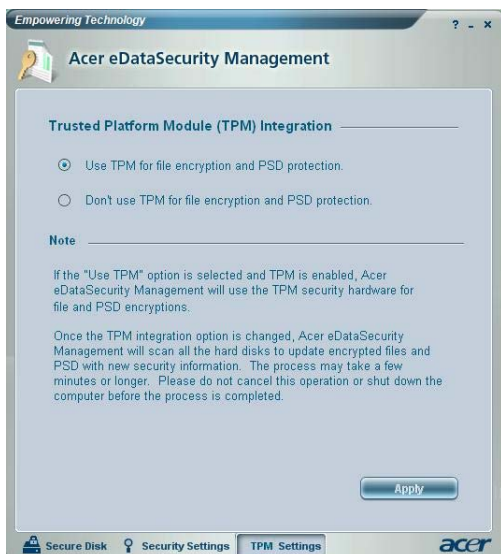 Empowering Technology
? - x
Acer eDataSecurity Management
Trusted Platform Module (TPM) Integration
Use TPM for file encryption and PSD protection.
Don't use TPM for file encryption and PSD protection.
Note
If the "Use TPM" option is selected and TPM is enabled, Acer
eDataSecurity Management will use the TPM security hardware for
file and PSD encryptions.
Once the TPM integration option is changed, Acer eDataSecurity
Management will scan all the hard disks to update encrypted files and
PSD with new security information. The process may take a few
minutes or longer. Please do not cancel this operation or shut down the
computer before the process is completed.
Apply
Secure Disk Security Settings TPM Settings acer